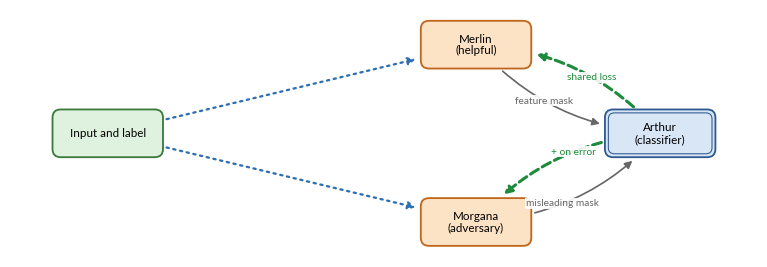 Merlin
(helpful)
shared loss
feature mask
Input and label
Arthur
(classifier)
+ on error
misleading mask
Morgana
(adversary)